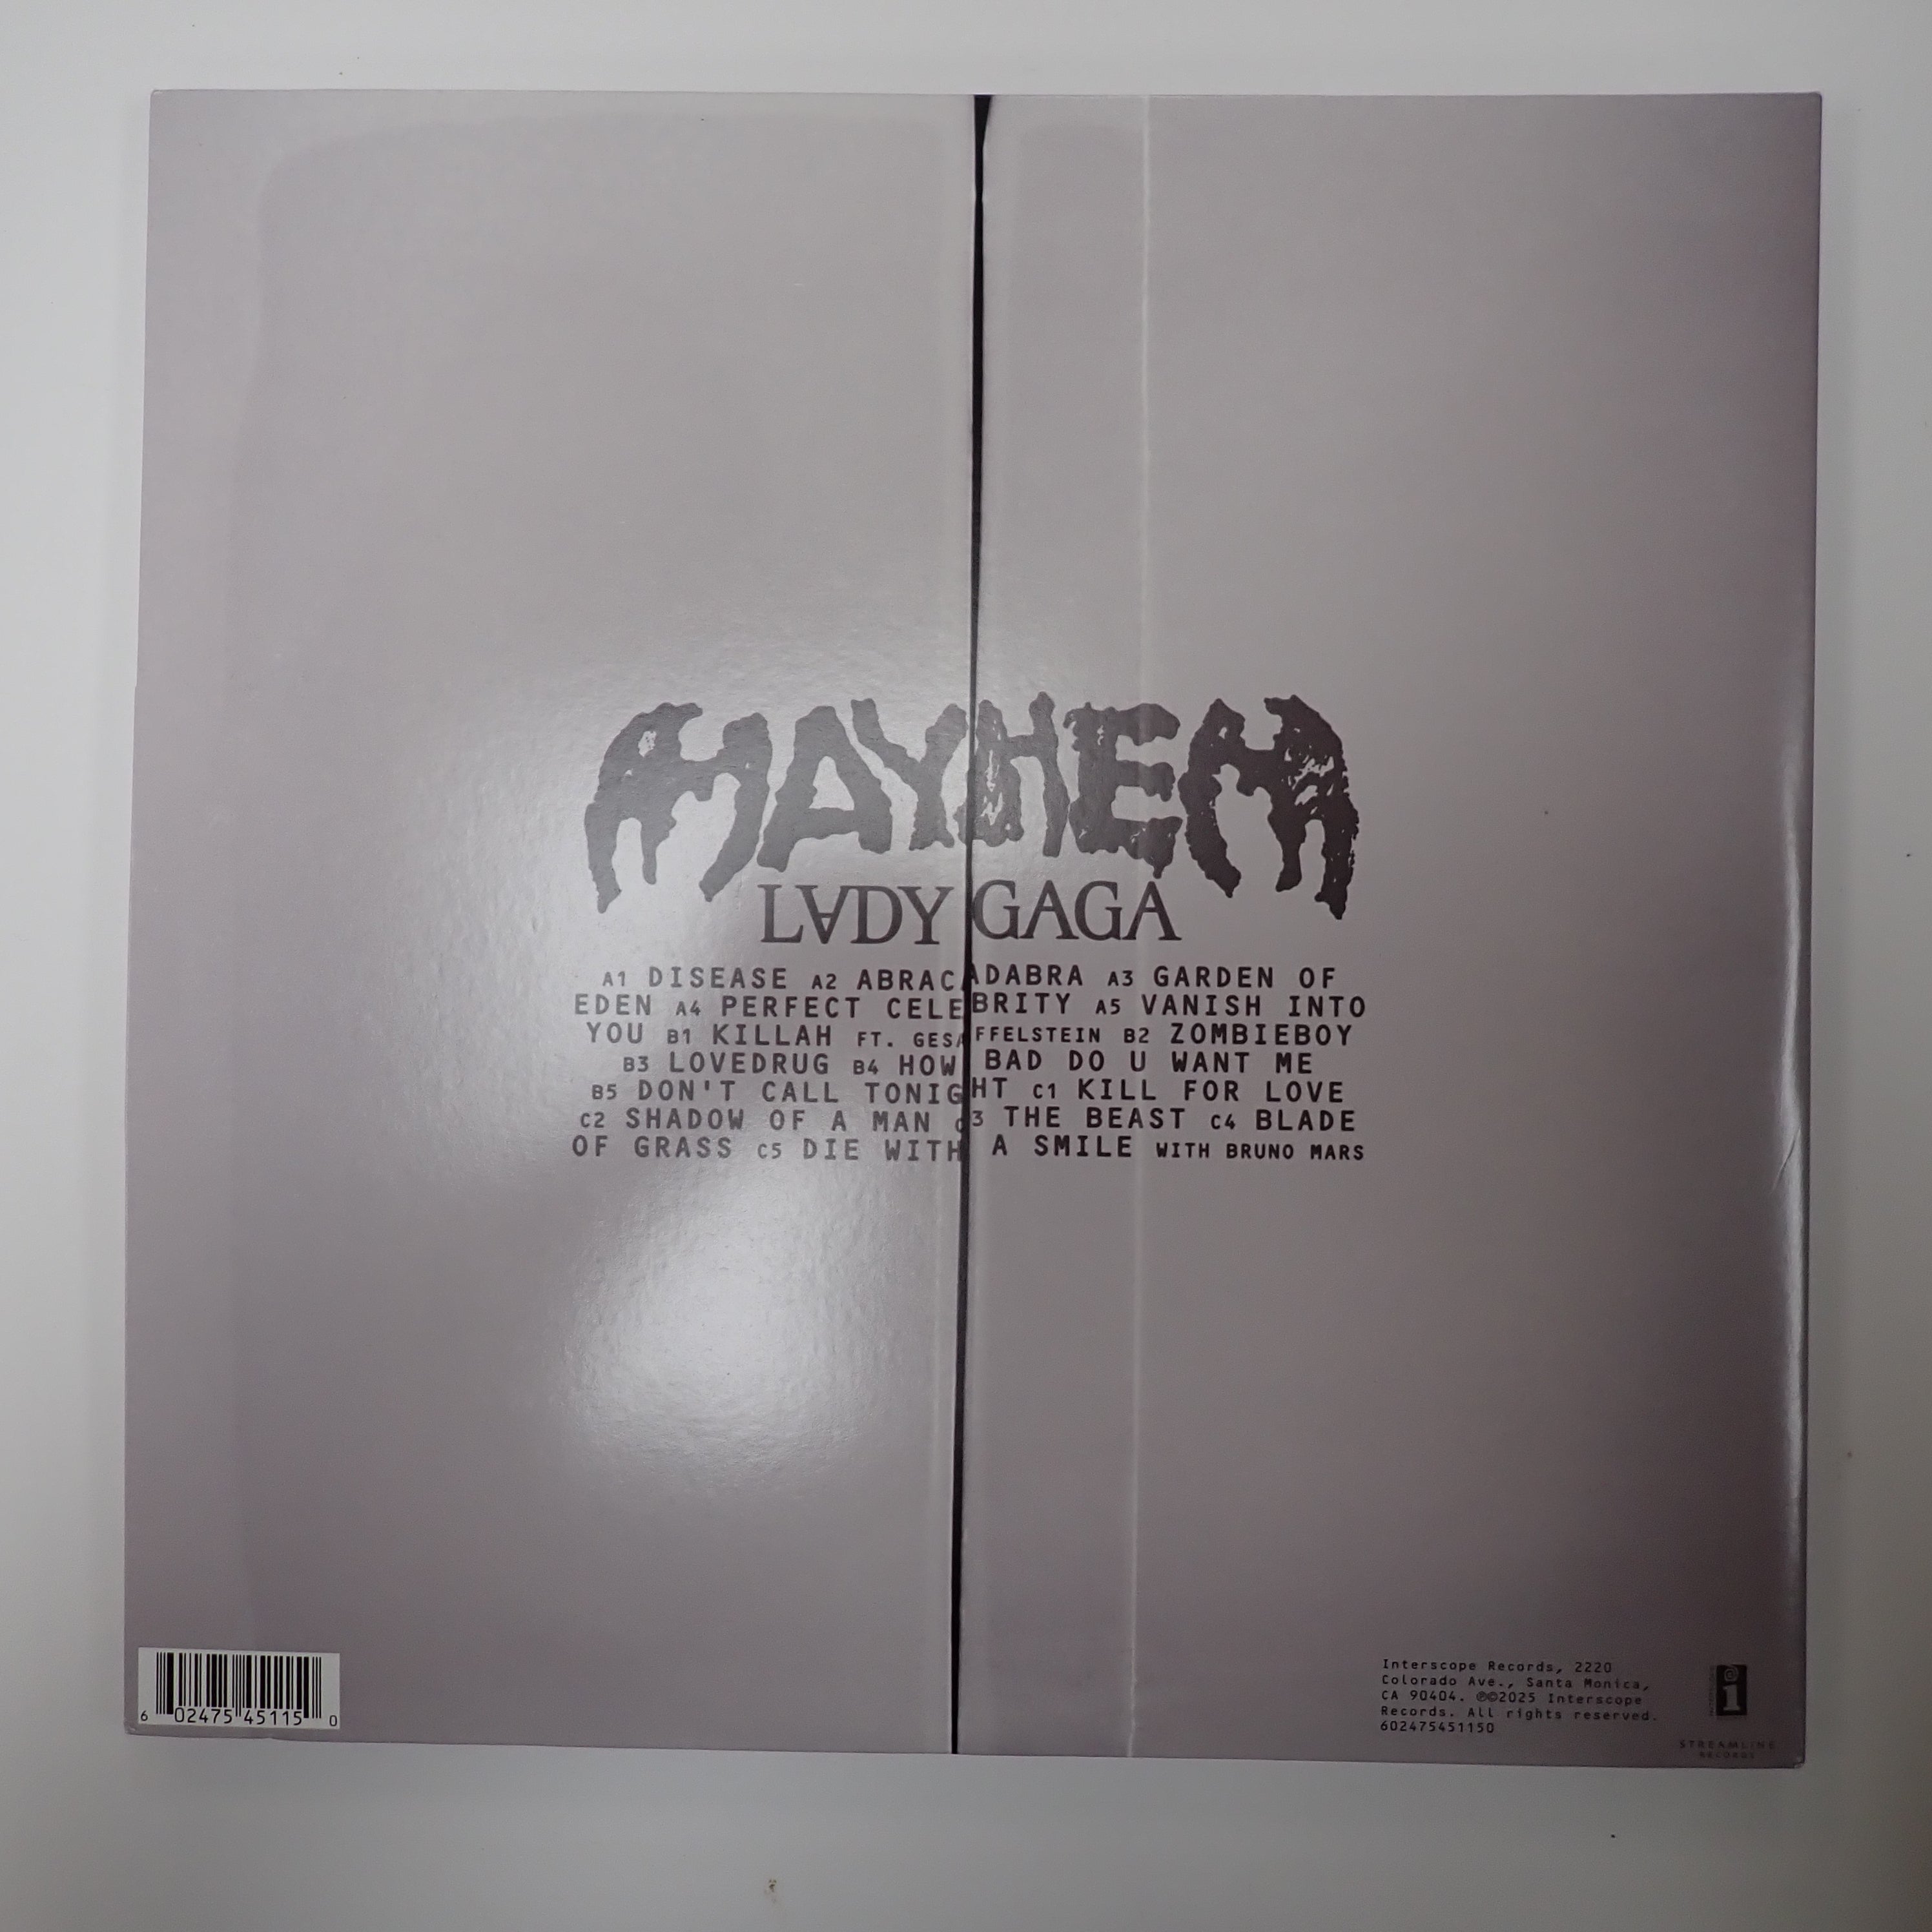 MAYHEM
L∀DY GAGA
A1 DISEASE A2 ABRACADABRA A3 GARDEN OF
EDEN A4 PERFECT CELEBRITY A5 VANISH INTO
YOU B1 KILLAH FT. GESAFFELSTEIN B2 ZOMBIEBOY
B3 LOVEDRUG B4 HOW BAD DO U WANT ME
B5 DON'T CALL TONIGHT C1 KILL FOR LOVE
C2 SHADOW OF A MAN C3 THE BEAST C4 BLADE
OF GRASS C5 DIE WITH A SMILE WITH BRUNO MARS
6 02475 45115 0
Interscope Records, 2220
Colorado Ave., Santa Monica,
CA 90404. ℗©2025 Interscope
Records. All rights reserved.
602475451150
i
STREAMLINE
RECORDS